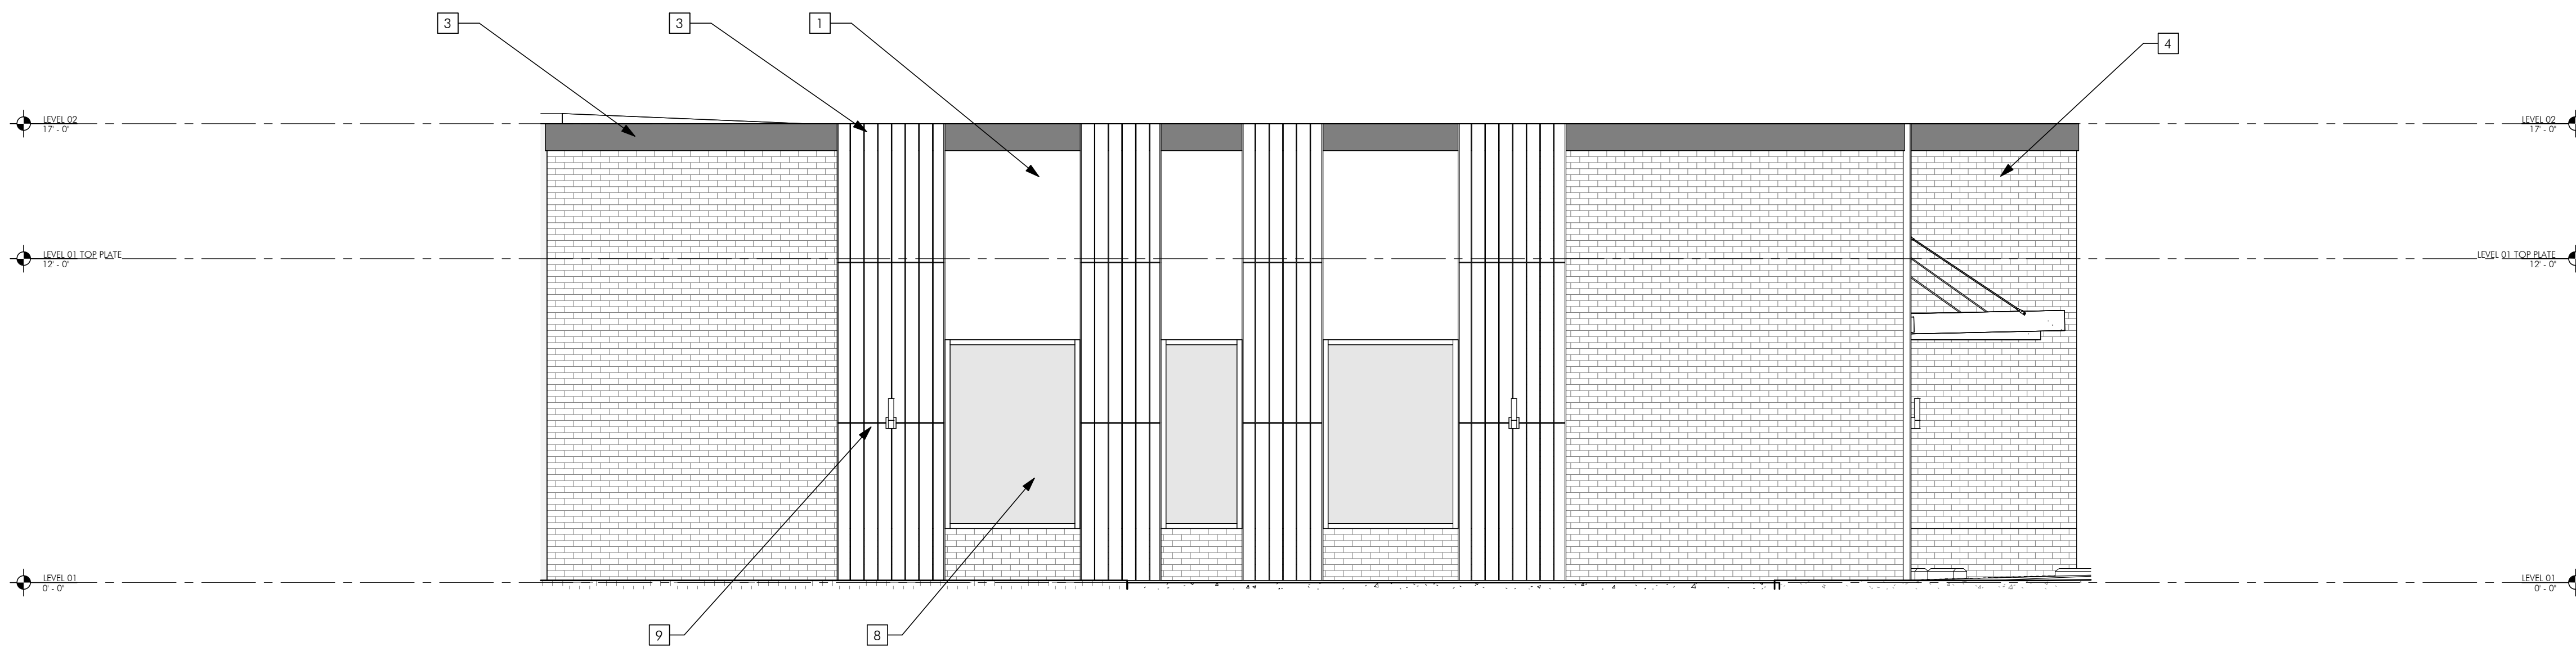 3
3
1
4
LEVEL 02
17' - 0"
LEVEL 02
17' - 0"
LEVEL 01 TOP PLATE
12' - 0"
LEVEL 01 TOP PLATE
12' - 0"
LEVEL 01
0' - 0"
LEVEL 01
0' - 0"
9
8